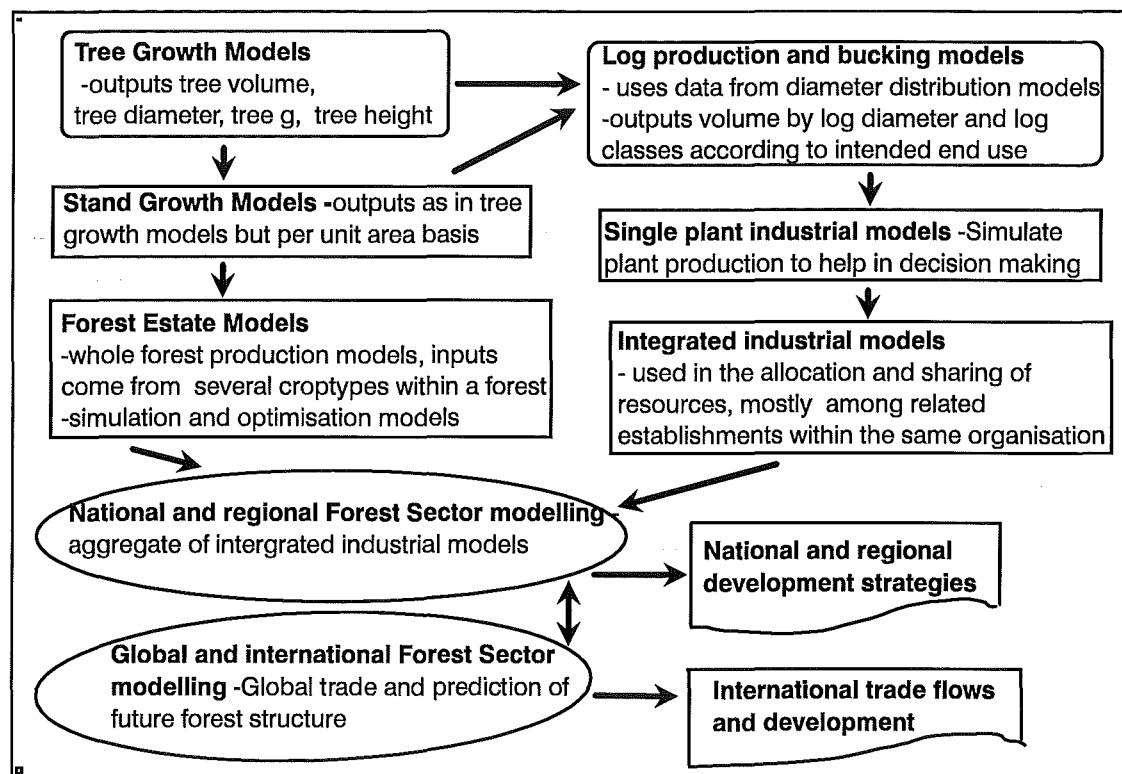 Tree Growth Models
-outputs tree volume,
tree diameter, tree g, tree height
Log production and bucking models
- uses data from diameter distribution models
-outputs volume by log diameter and log
classes according to intended end use
Stand Growth Models -outputs as in tree
growth models but per unit area basis
Single plant industrial models -Simulate
plant production to help in decision making
Forest Estate Models
-whole forest production models, inputs
come from several croptypes within a forest
-simulation and optimisation models
Integrated industrial models
- used in the allocation and sharing of
resources, mostly among related
establishments within the same organisation
National and regional Forest Sector modelling -
aggregate of intergrated industrial models
National and regional
development strategies
Global and international Forest Sector
modelling -Global trade and prediction of
future forest structure
International trade flows
and development